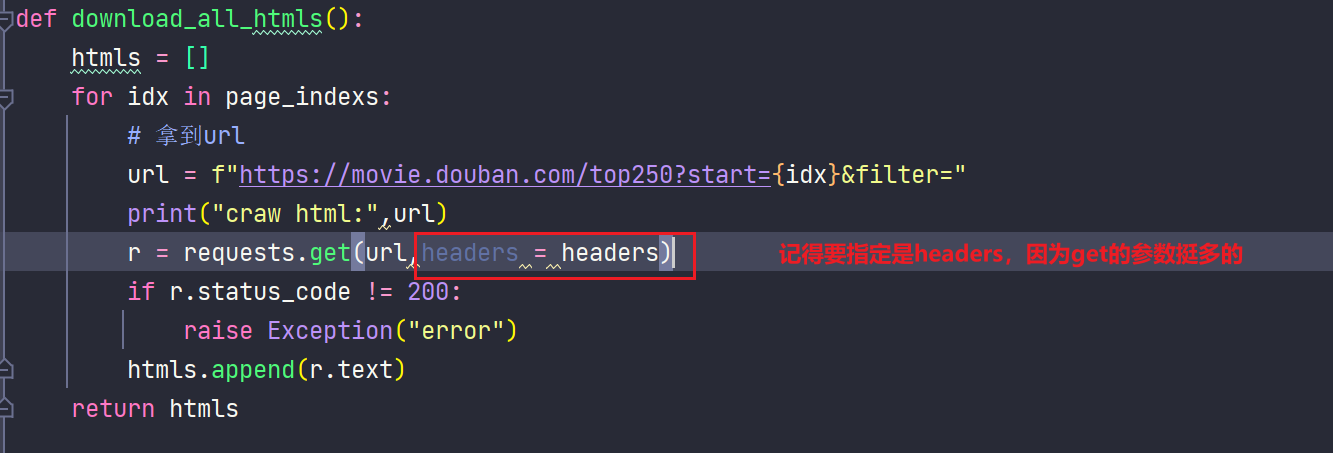 def download_all_htmls():
htmls = []
for idx in page_indexs:
# 拿到url
url = f"https://movie.douban.com/top250?start={idx}&filter="
print("craw html:",url)
r = requests.get(url,headers = headers) 记得要指定是headers，因为get的参数挺多的
if r.status_code != 200:
raise Exception("error")
htmls.append(r.text)
return htmls